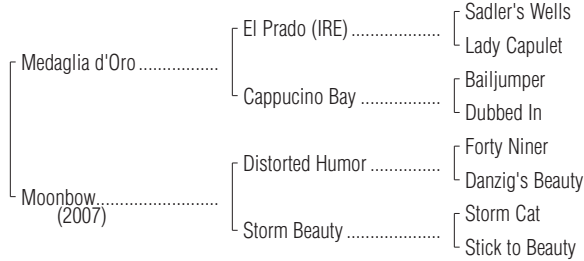 Sadler's Wells
El Prado (IRE) ....................
Lady Capulet
Medaglia d'Oro ..................
Bailjumper
Cappucino Bay ..................
Dubbed In
Forty Niner
Distorted Humor ................
Danzig's Beauty
Moonbow...........................
(2007)
Storm Cat
Storm Beauty .....................
Stick to Beauty